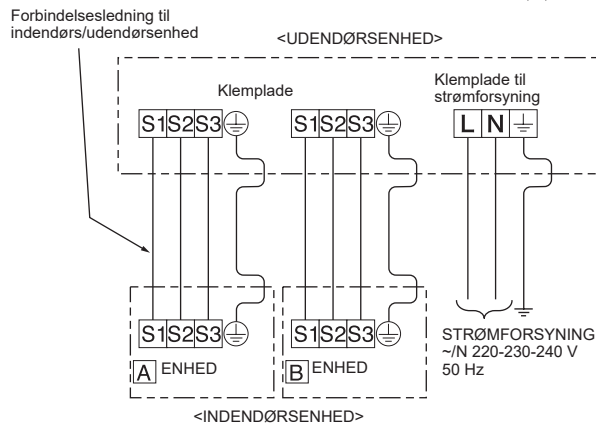 Forbindelsesledning til
indendørs/udendørsenhed
<UDENDØRSENHED>
Klemplade
Klemplade til
strømforsyning
S1 S2 S3
S1 S2 S3
L N
S1 S2 S3
S1 S2 S3
A ENHED
B ENHED
STRØMFORSYNING
~/N 220-230-240 V
50 Hz
<INDENDØRSENHED>